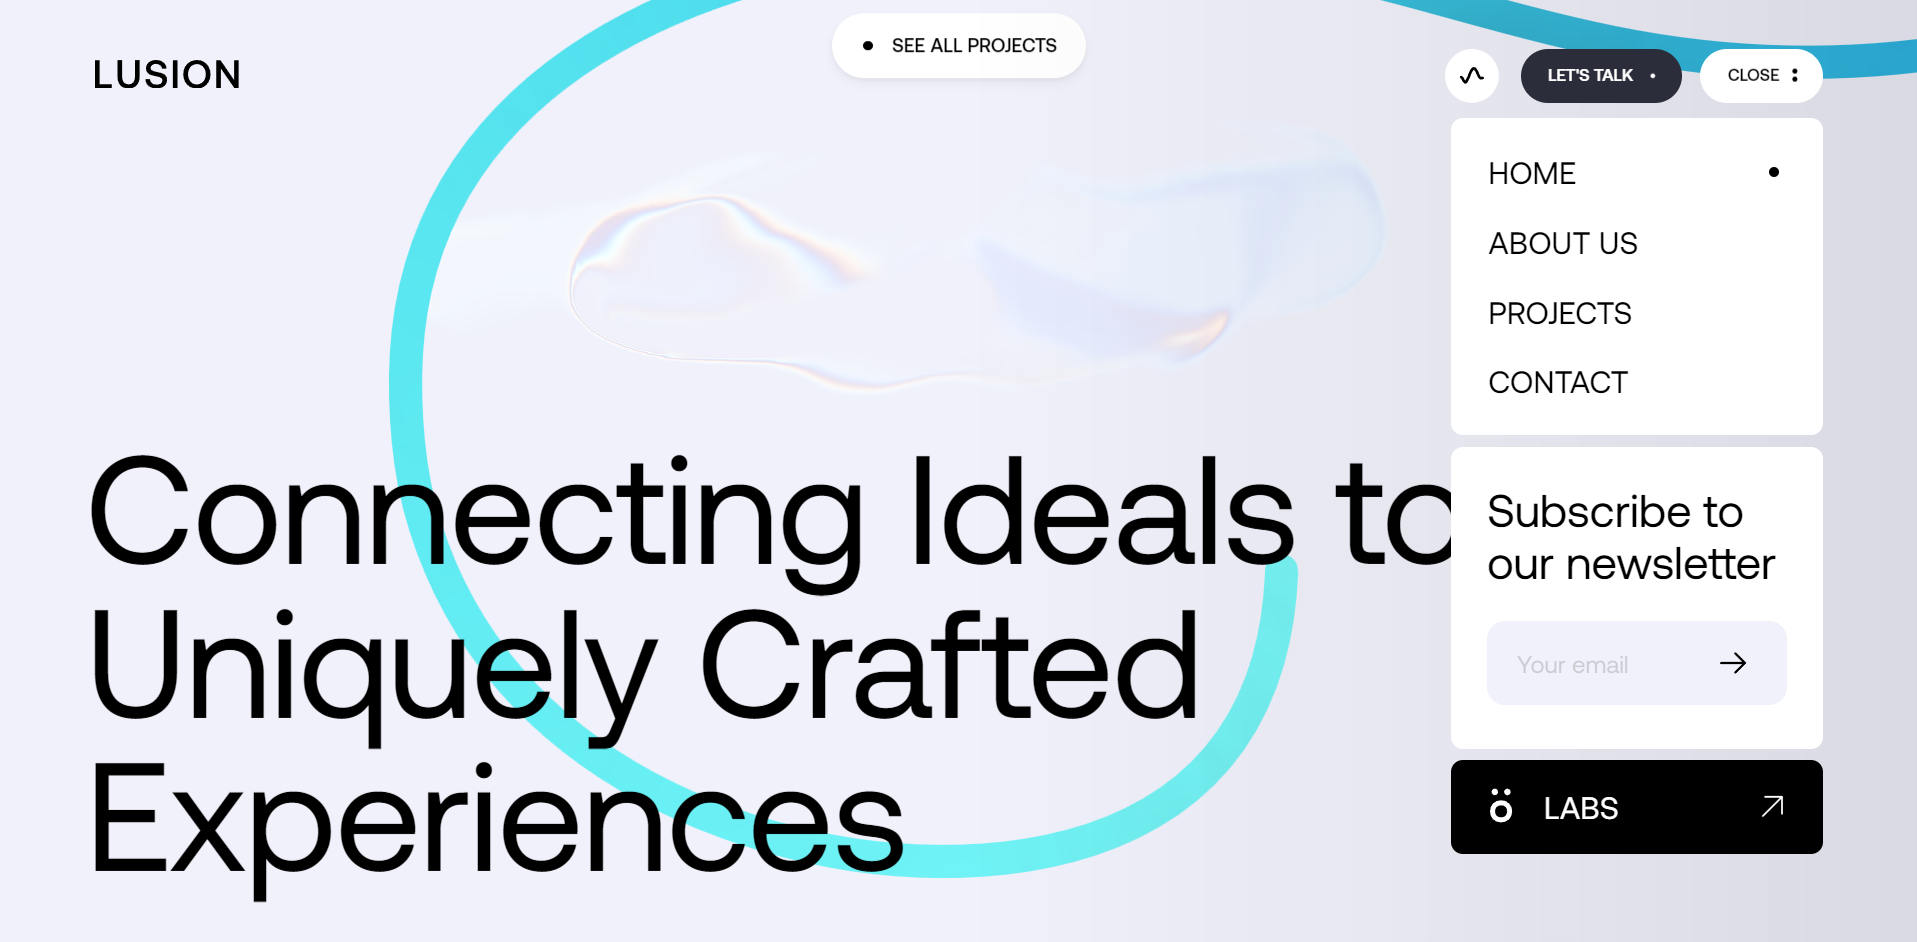 LUSION
SEE ALL PROJECTS
LET'S TALK
CLOSE
HOME
ABOUT US
PROJECTS
CONTACT
Connecting Ideals to
Uniquely Crafted
Experiences
Subscribe to
our newsletter
Your email
ö LABS